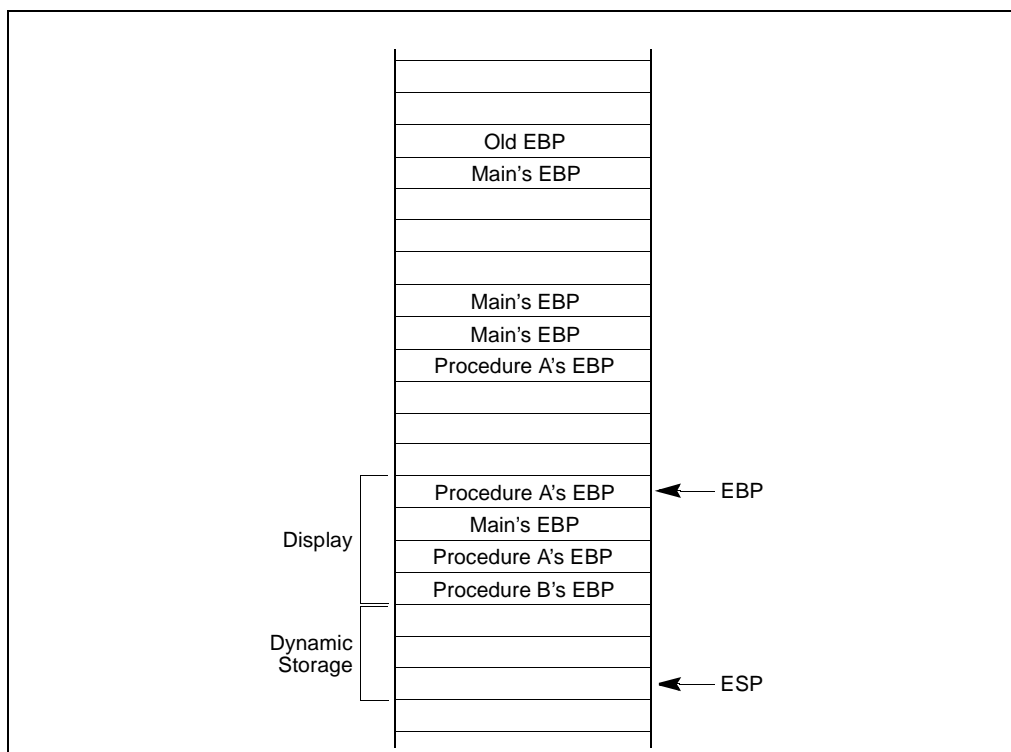 Old EBP
Main’s EBP
Main’s EBP
Main’s EBP
Procedure A’s EBP
Procedure A’s EBP
EBP
Main’s EBP
Display
Procedure A’s EBP
Procedure B’s EBP
Dynamic
Storage
ESP